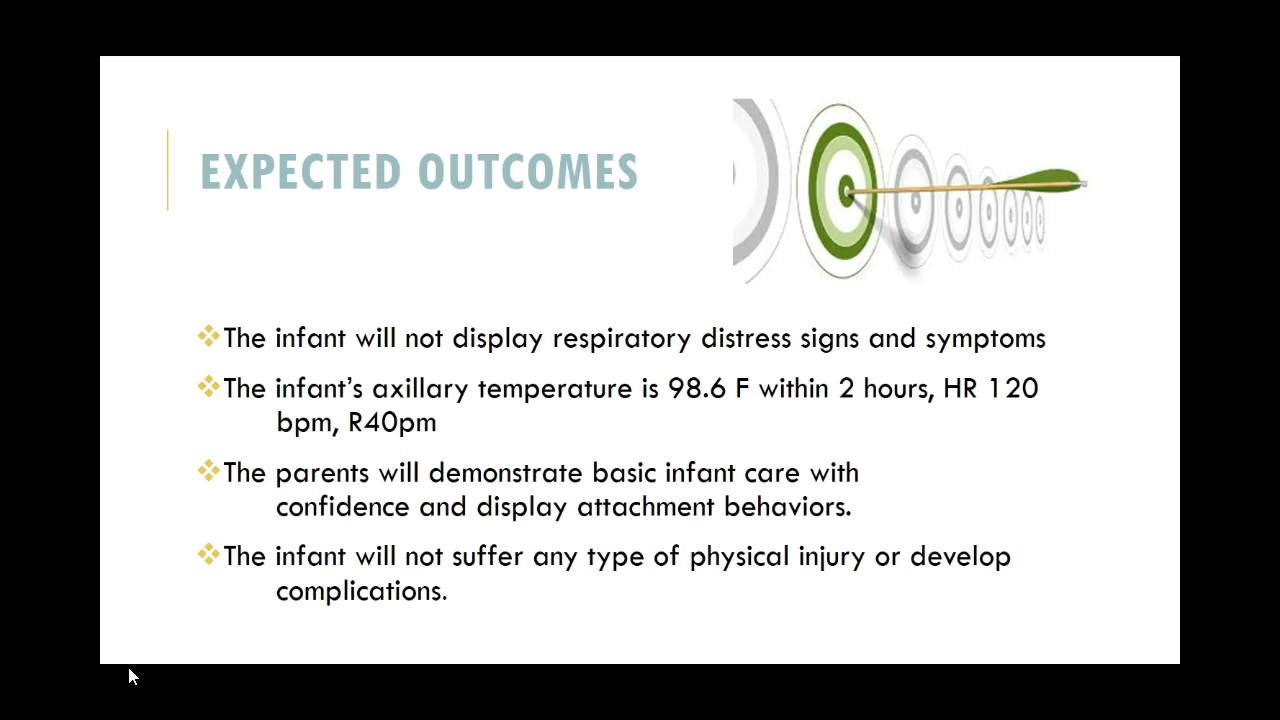 EXPECTED OUTCOMES
The infant will not display respiratory distress signs and symptoms
The infant’s axillary temperature is 98.6 F within 2 hours, HR 120
bpm, R40pm
The parents will demonstrate basic infant care with
confidence and display attachment behaviors.
The infant will not suffer any type of physical injury or develop
complications.